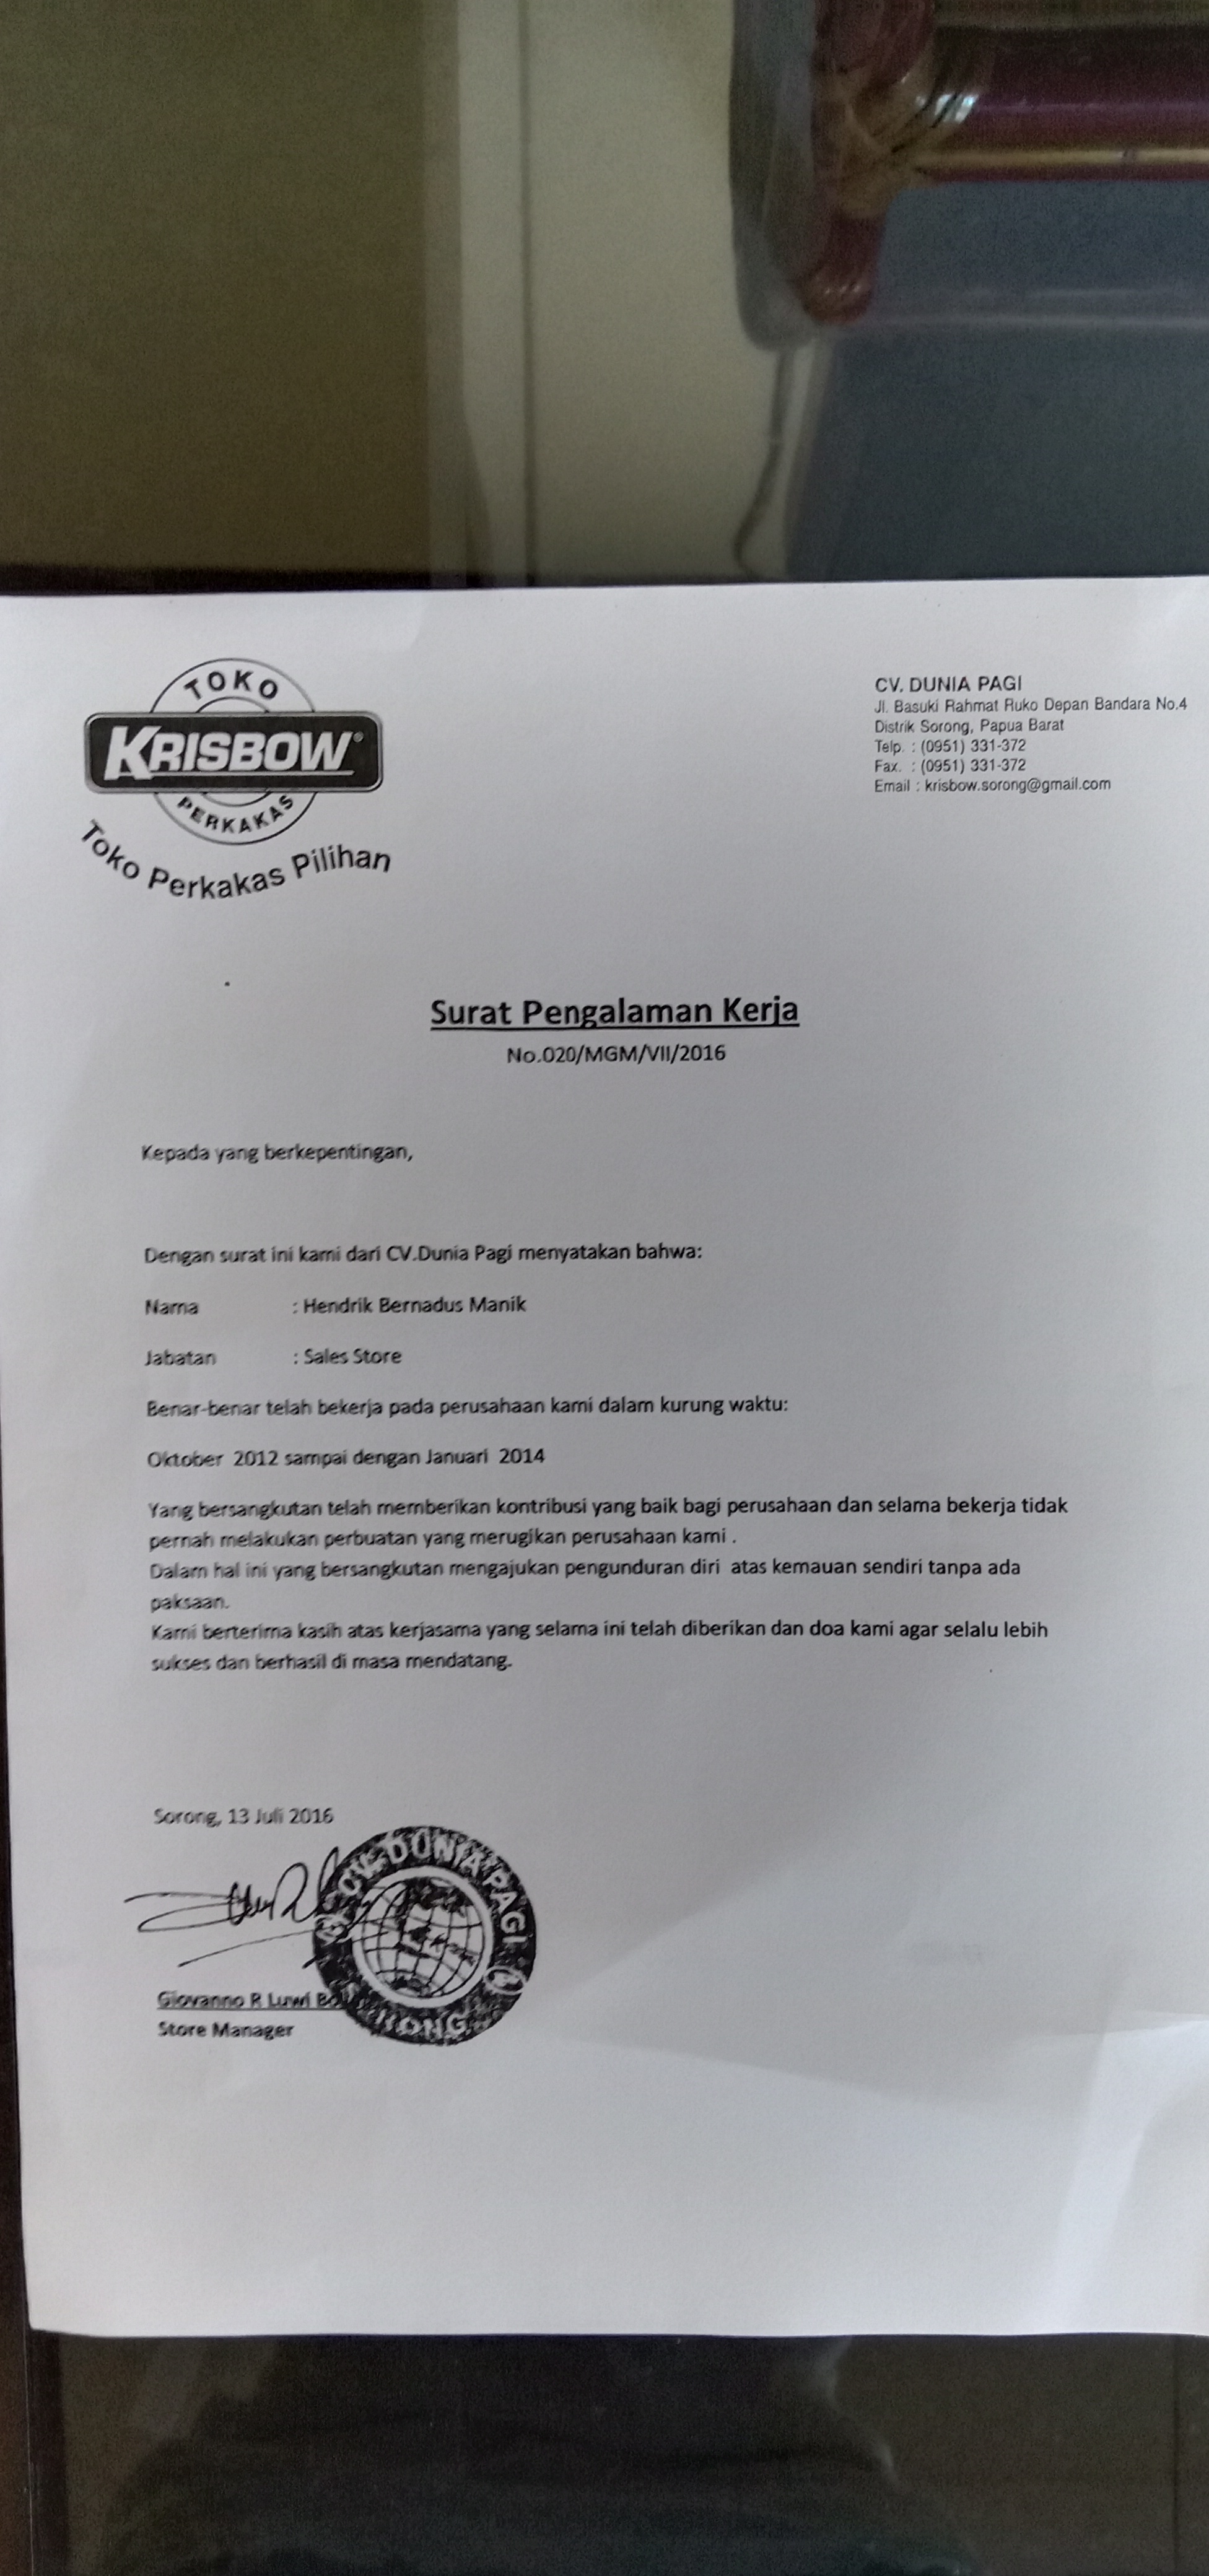 TOKO
KRISBOW®
PERKAKAS
Toko Perkakas Pilihan
CV. DUNIA PAGI
Jl. Basuki Rahmat Ruko Depan Bandara No.4
Distrik Sorong, Papua Barat
Telp. : (0951) 331-372
Fax. : (0951) 331-372
Email : krisbow.sorong@gmail.com
Surat Pengalaman Kerja
No.020/MGM/VII/2016
Kepada yang berkepentingan,
Dengan surat ini kami dari CV.Dunia Pagi menyatakan bahwa:
Nama : Hendrik Bernadus Manik
Jabatan : Sales Store
Benar-benar telah bekerja pada perusahaan kami dalam kurung waktu:
Oktober 2012 sampai dengan Januari 2014
Yang bersangkutan telah memberikan kontribusi yang baik bagi perusahaan dan selama bekerja tidak
pernah melakukan perbuatan yang merugikan perusahaan kami .
Dalam hal ini yang bersangkutan mengajukan pengunduran diri atas kemauan sendiri tanpa ada
paksaan.
Kami berterima kasih atas kerjasama yang selama ini telah diberikan dan doa kami agar selalu lebih
sukses dan berhasil di masa mendatang.
Sorong, 13 Juli 2016
CV. DUNIA PAGI
Giovanno R Luwi
Store Manager